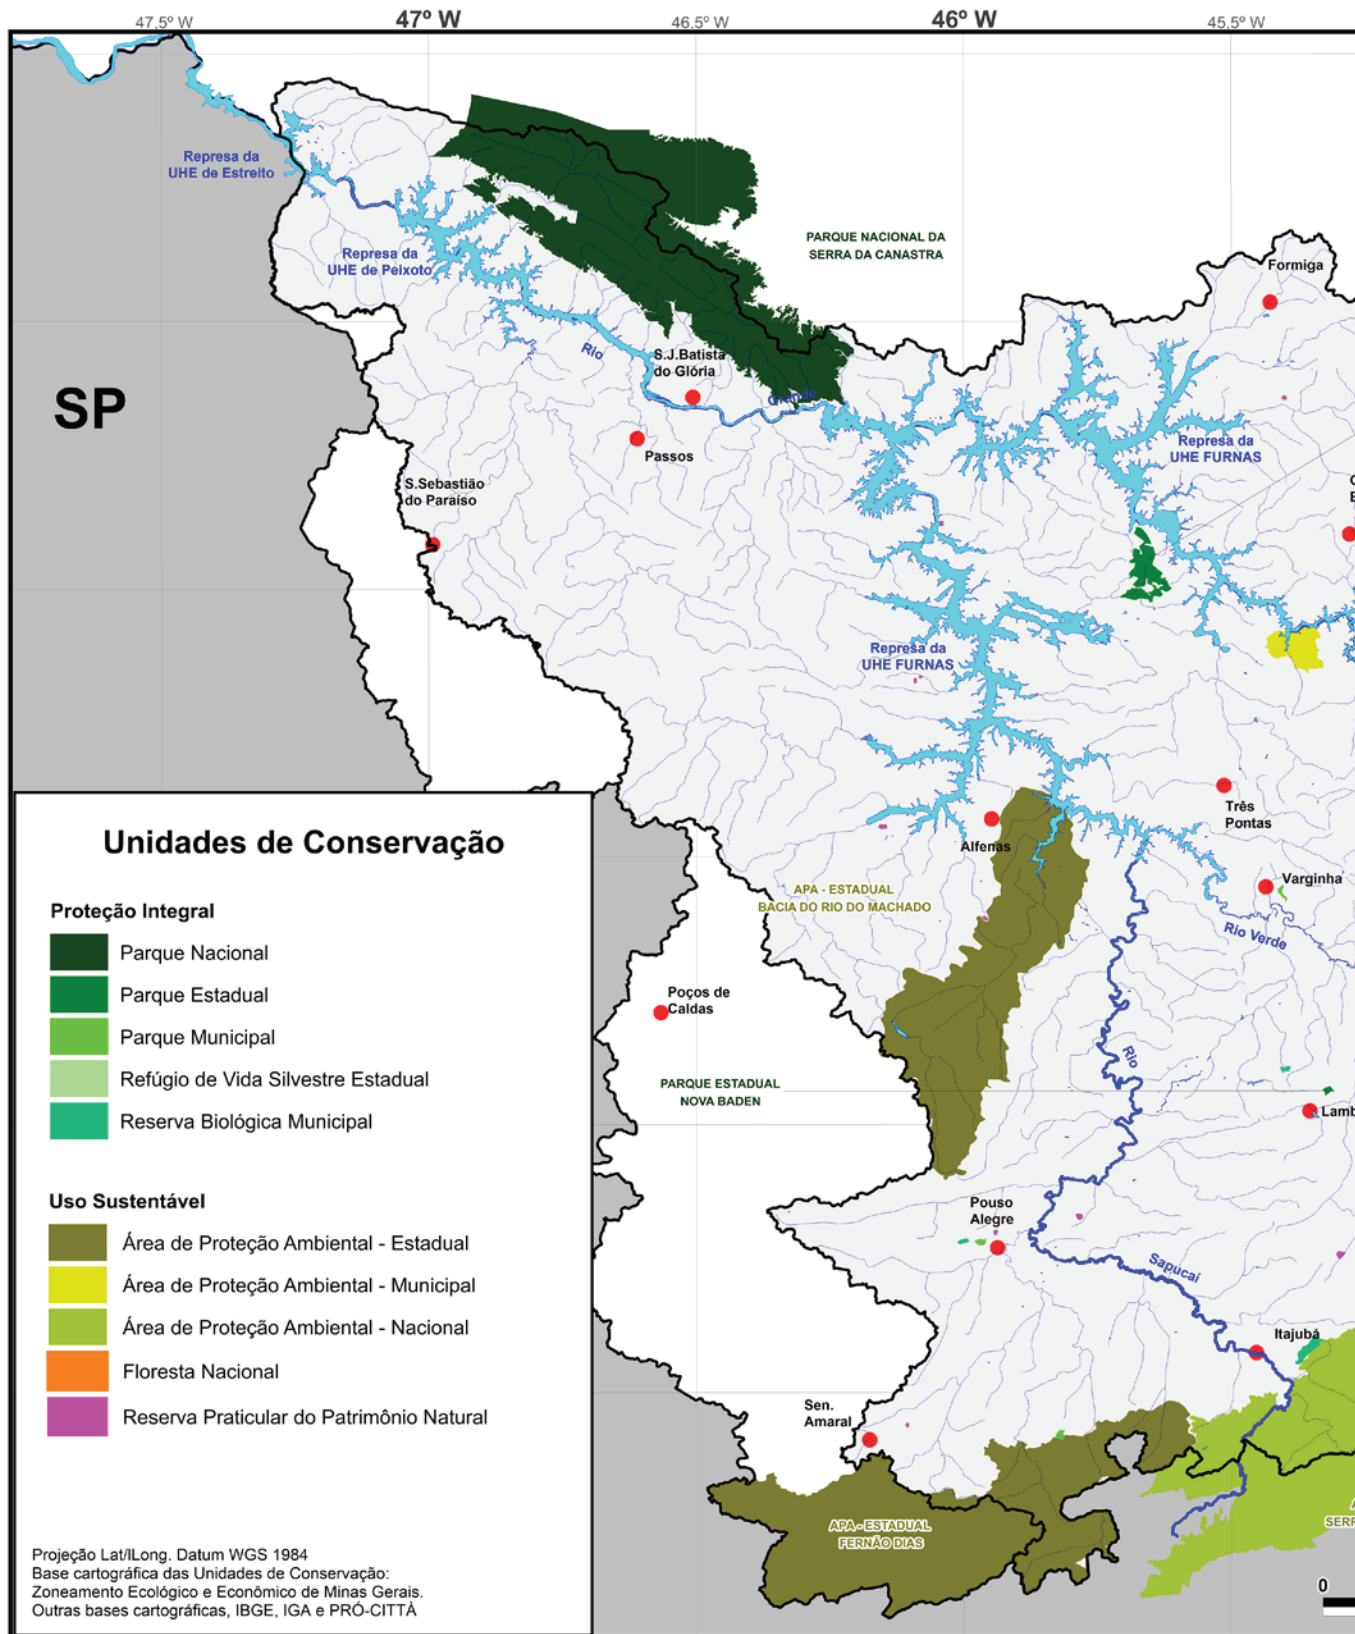 47.5º W
47º W
46.5º W
46º W
45.5º W
Represa da
UHE de Estreito
Represa da
UHE de Peixoto
PARQUE NACIONAL DA
SERRA DA CANASTRA
Formiga
SP
Rio
S.J.Batista
do Glória
Grande
Passos
Represa da
UHE FURNAS
S.Sebastião
do Paraíso
Represa da
UHE FURNAS
Três
Pontas
Alfenas
Varginha
APA - ESTADUAL
BACIA DO RIO DO MACHADO
Rio Verde
Poços de
Caldas
Rio
PARQUE ESTADUAL
NOVA BADEN
Lamb
Pouso
Alegre
Sapucaí
Itajubá
Sen.
Amaral
APA - ESTADUAL
FERNÃO DIAS
A
SERR
0
Unidades de Conservação
Proteção Integral
Parque Nacional
Parque Estadual
Parque Municipal
Refúgio de Vida Silvestre Estadual
Reserva Biológica Municipal
Uso Sustentável
Área de Proteção Ambiental - Estadual
Área de Proteção Ambiental - Municipal
Área de Proteção Ambiental - Nacional
Floresta Nacional
Reserva Praticular do Patrimônio Natural
Projeção Lat/lLong. Datum WGS 1984
Base cartográfica das Unidades de Conservação:
Zoneamento Ecológico e Econômico de Minas Gerais.
Outras bases cartográficas, IBGE, IGA e PRÓ-CITTÀ